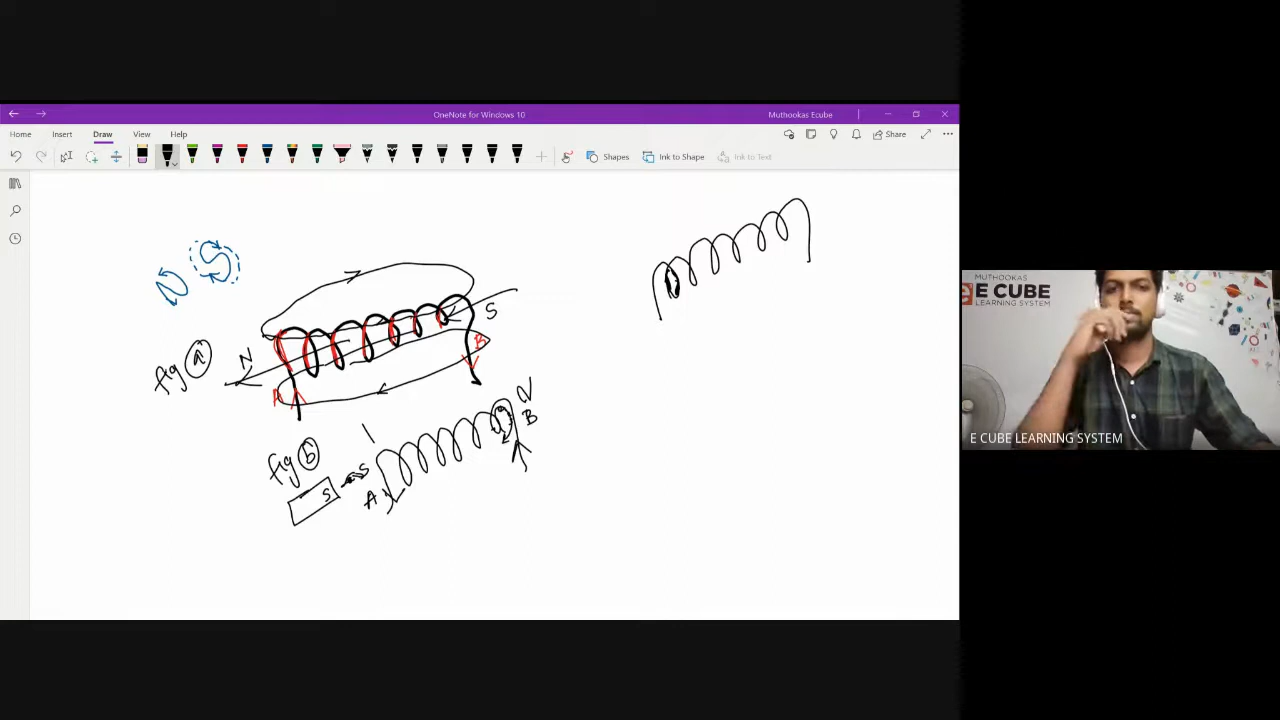 OneNote for Windows 10
Muthookas Ecube
Home Insert Draw View Help
Share
Shapes Ink to Shape Ink to Text
N S
S
N
B
fig a
A
N
B
fig b
S S
A
MUTHOOKAS
E CUBE
LEARNING SYSTEM
E CUBE LEARNING SYSTEM